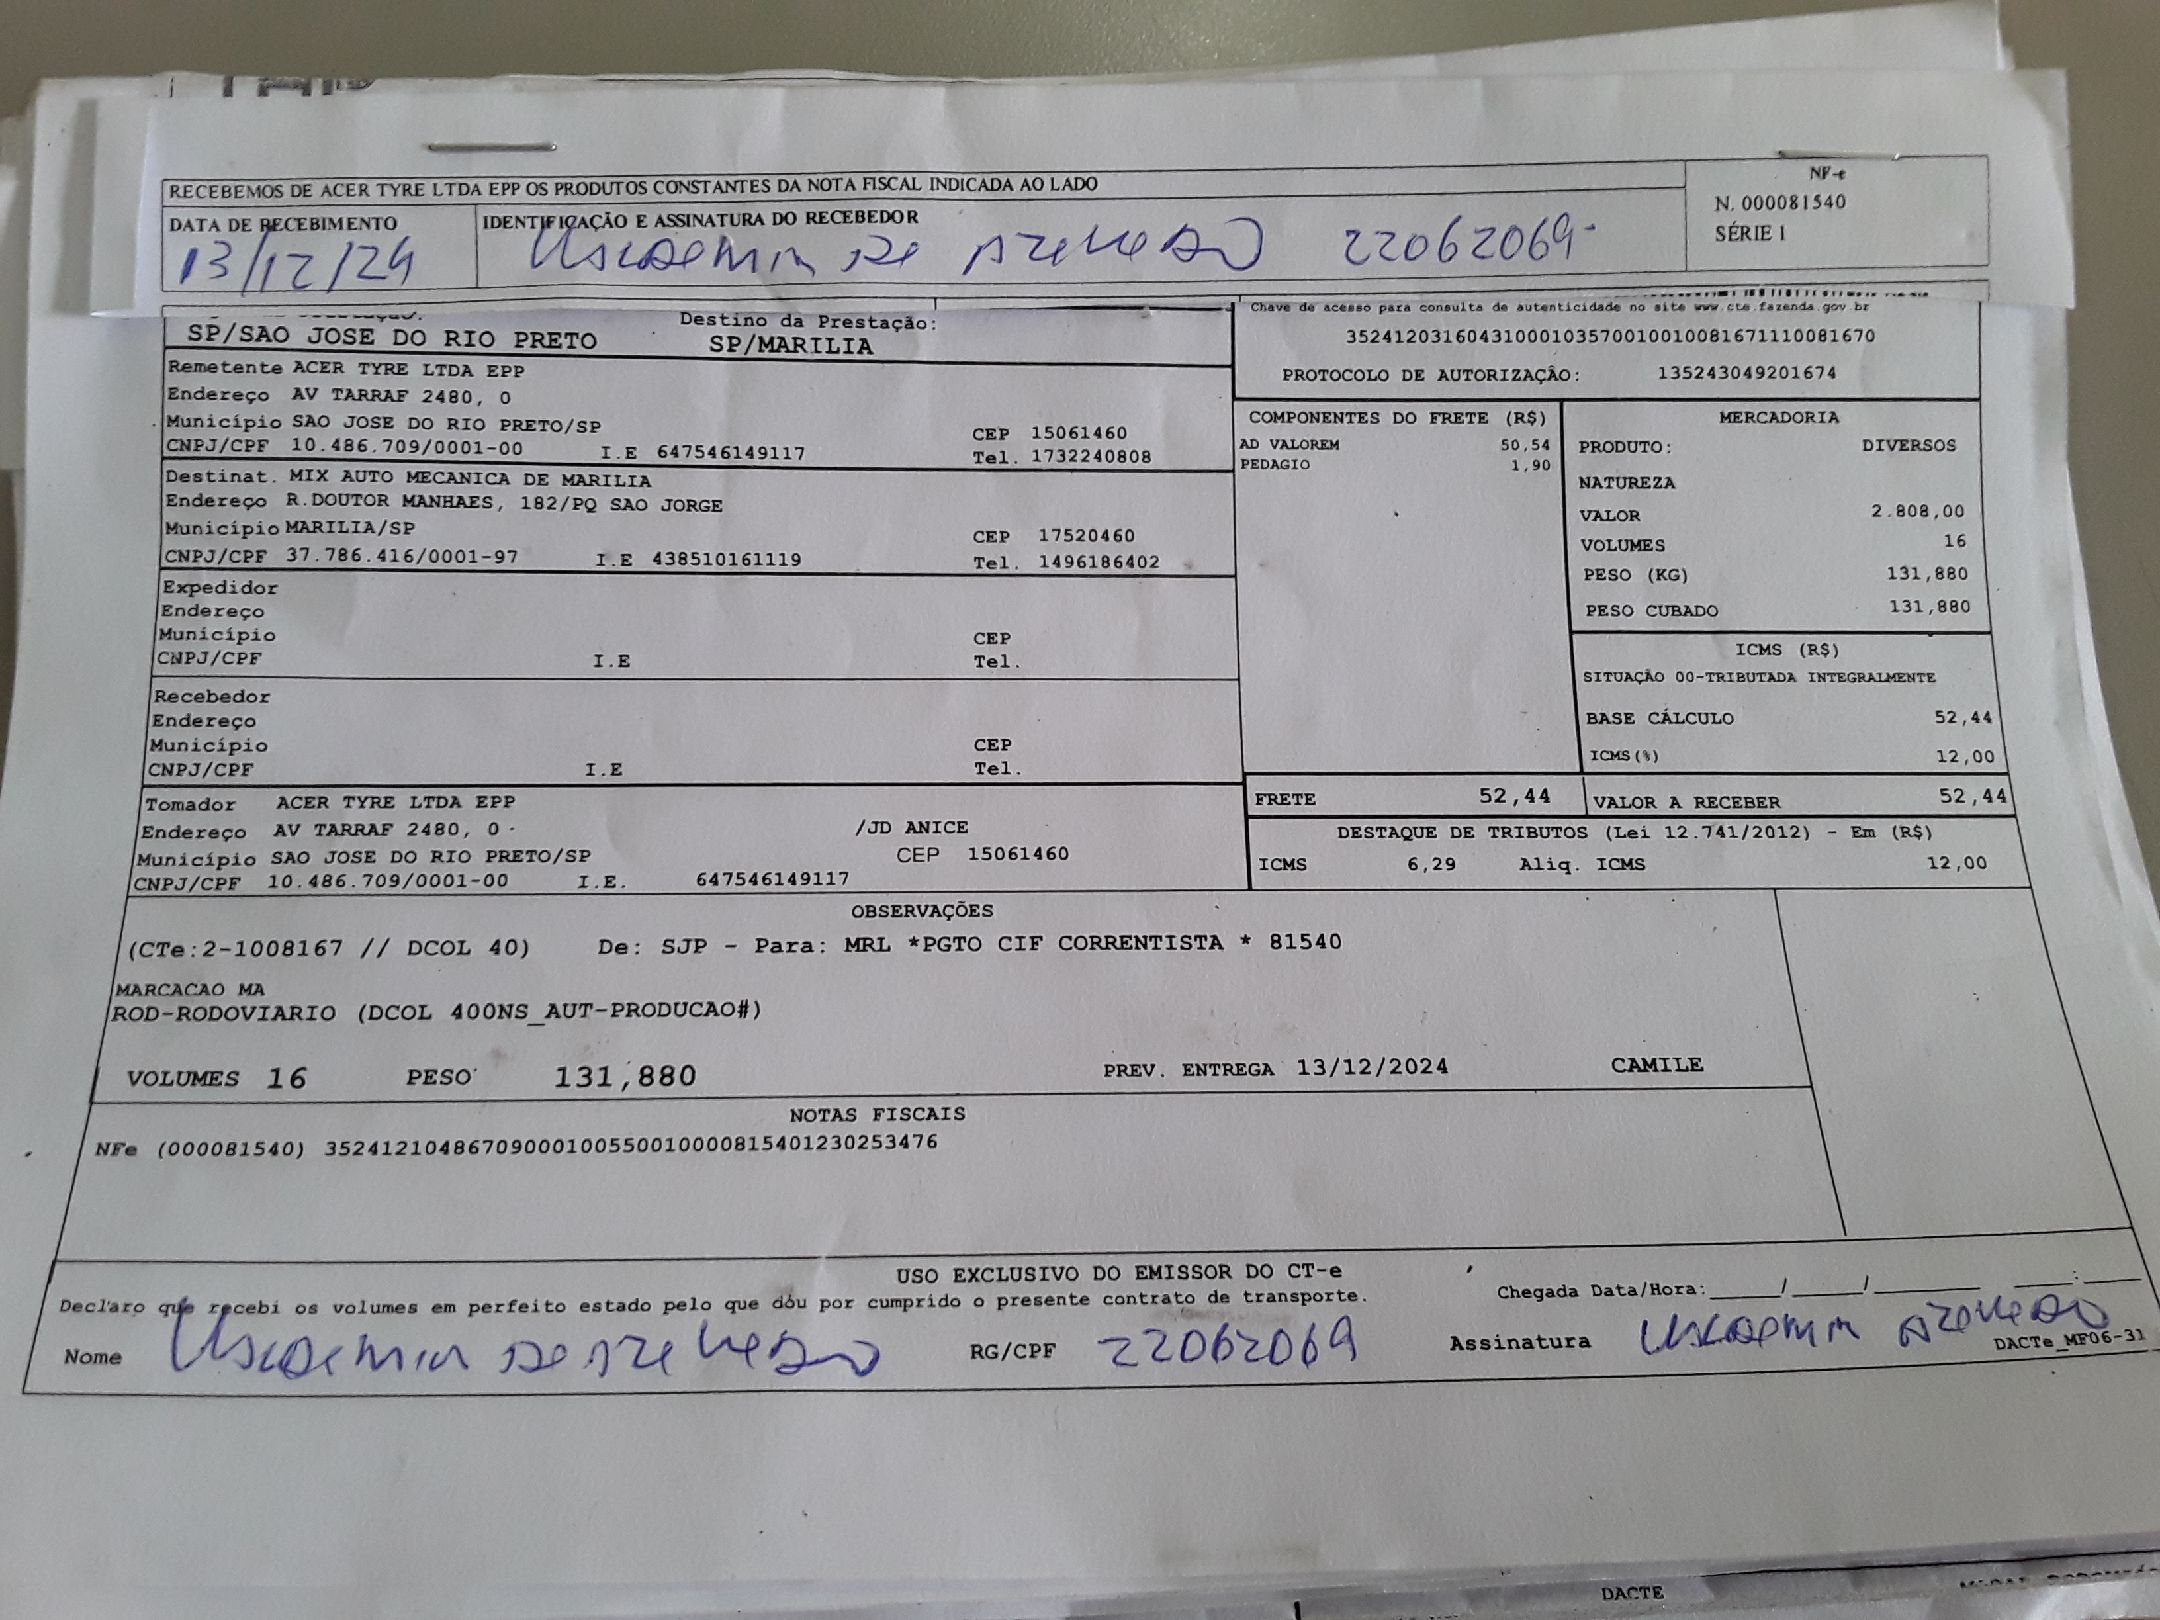 RECEBEMOS DE ACER TYRE LTDA EPP OS PRODUTOS CONSTANTES DA NOTA FISCAL INDICADA AO LADO
NF-e
N. 000081540
SÉRIE 1
DATA DE RECEBIMENTO
IDENTIFICAÇÃO E ASSINATURA DO RECEBEDOR
13/12/24
de 22062069
Destino da Prestação:
SP/SAO JOSE DO RIO PRETO SP/MARILIA
Chave de acesso para consulta de autenticidade no site www.cte.fazenda.gov.br
35241203160431000103570010010081671110081670
PROTOCOLO DE AUTORIZAÇÃO: 135243049201674
Remetente ACER TYRE LTDA EPP
Endereço AV TARRAF 2480, 0
Município SAO JOSE DO RIO PRETO/SP CEP 15061460
CNPJ/CPF 10.486.709/0001-00 I.E 647546149117 Tel. 1732240808
Destinat. MIX AUTO MECANICA DE MARILIA
Endereço R.DOUTOR MANHAES, 182/PQ SAO JORGE
Município MARILIA/SP CEP 17520460
CNPJ/CPF 37.786.416/0001-97 I.E 438510161119 Tel. 1496186402
Expedidor
Endereço
Município CEP
CNPJ/CPF I.E Tel.
Recebedor
Endereço
Município CEP
CNPJ/CPF I.E Tel.
Tomador ACER TYRE LTDA EPP
Endereço AV TARRAF 2480, 0 /JD ANICE
Município SAO JOSE DO RIO PRETO/SP CEP 15061460
CNPJ/CPF 10.486.709/0001-00 I.E. 647546149117
COMPONENTES DO FRETE (R$)
AD VALOREM 50,54
PEDAGIO 1,90
MERCADORIA
PRODUTO: DIVERSOS
NATUREZA
VALOR 2.808,00
VOLUMES 16
PESO (KG) 131,880
PESO CUBADO 131,880
ICMS (R$)
SITUAÇÃO 00-TRIBUTADA INTEGRALMENTE
BASE CÁLCULO 52,44
ICMS(%) 12,00
FRETE 52,44 VALOR A RECEBER 52,44
DESTAQUE DE TRIBUTOS (Lei 12.741/2012) - Em (R$)
ICMS 6,29 Aliq. ICMS 12,00
OBSERVAÇÕES
(CTe:2-1008167 // DCOL 40) De: SJP - Para: MRL *PGTO CIF CORRENTISTA * 81540
MARCACAO MA
ROD-RODOVIARIO (DCOL 400NS_AUT-PRODUCAO#)
VOLUMES 16 PESO 131,880 PREV. ENTREGA 13/12/2024 CAMILE
NOTAS FISCAIS
NFe (000081540) 35241210486709000100550010000815401230253476
USO EXCLUSIVO DO EMISSOR DO CT-e
Declaro que recebi os volumes em perfeito estado pelo que dou por cumprido o presente contrato de transporte.
Chegada Data/Hora:_____/_____/_________ _____:_____
Nome RG/CPF 22062069 Assinatura
DACTe_MF06-31
DACTE